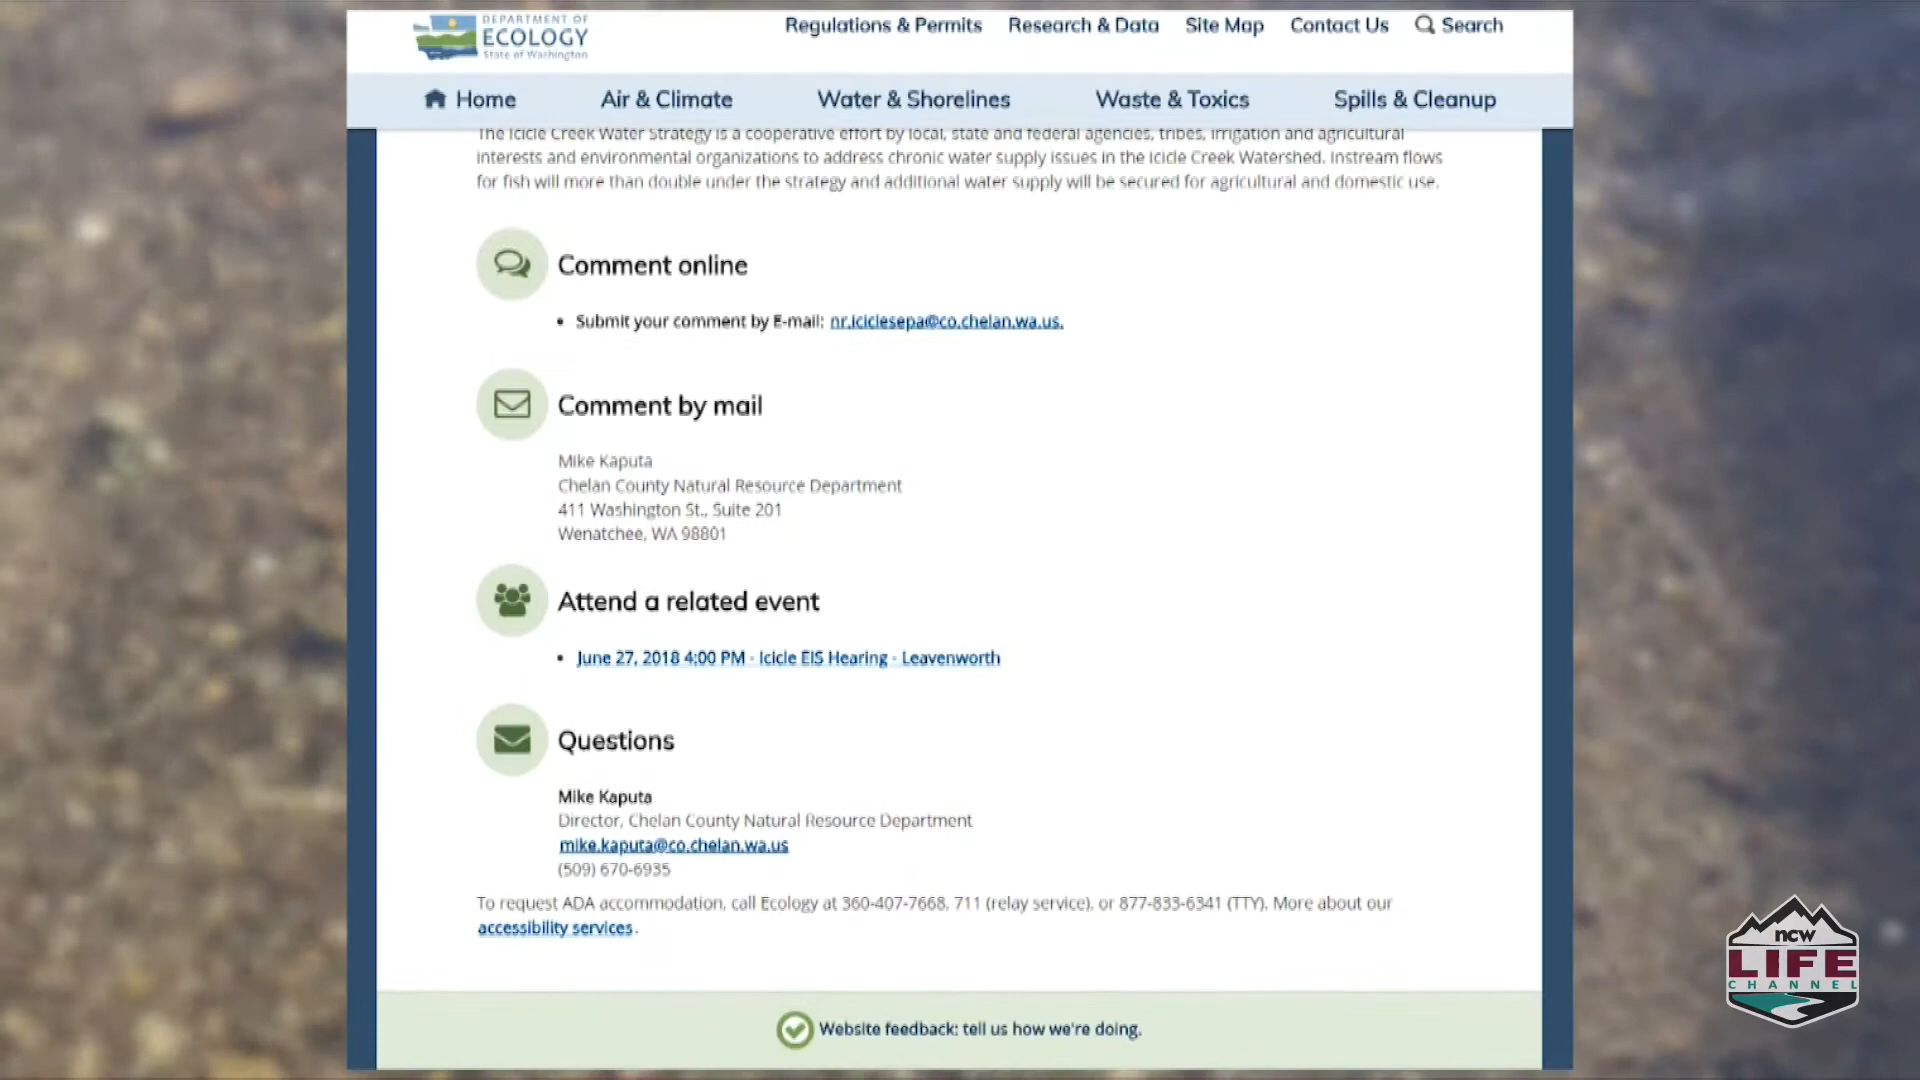 DEPARTMENT OF
ECOLOGY
State of Washington
Regulations & Permits
Research & Data
Site Map
Contact Us
Search
Home
Air & Climate
Water & Shorelines
Waste & Toxics
Spills & Cleanup
The Icicle Creek Water Strategy is a cooperative effort by local, state and federal agencies, tribes, irrigation and agricultural
interests and environmental organizations to address chronic water supply issues in the Icicle Creek Watershed. Instream flows
for fish will more than double under the strategy and additional water supply will be secured for agricultural and domestic use.
Comment online
• Submit your comment by E-mail: nr.iciclesepa@co.chelan.wa.us.
Comment by mail
Mike Kaputa
Chelan County Natural Resource Department
411 Washington St., Suite 201
Wenatchee, WA 98801
Attend a related event
• June 27, 2018 4:00 PM - Icicle EIS Hearing - Leavenworth
Questions
Mike Kaputa
Director, Chelan County Natural Resource Department
mike.kaputa@co.chelan.wa.us
(509) 670-6935
To request ADA accommodation, call Ecology at 360-407-7668, 711 (relay service), or 877-833-6341 (TTY). More about our
accessibility services.
Website feedback: tell us how we're doing.
ncw
LIFE
CHANNEL